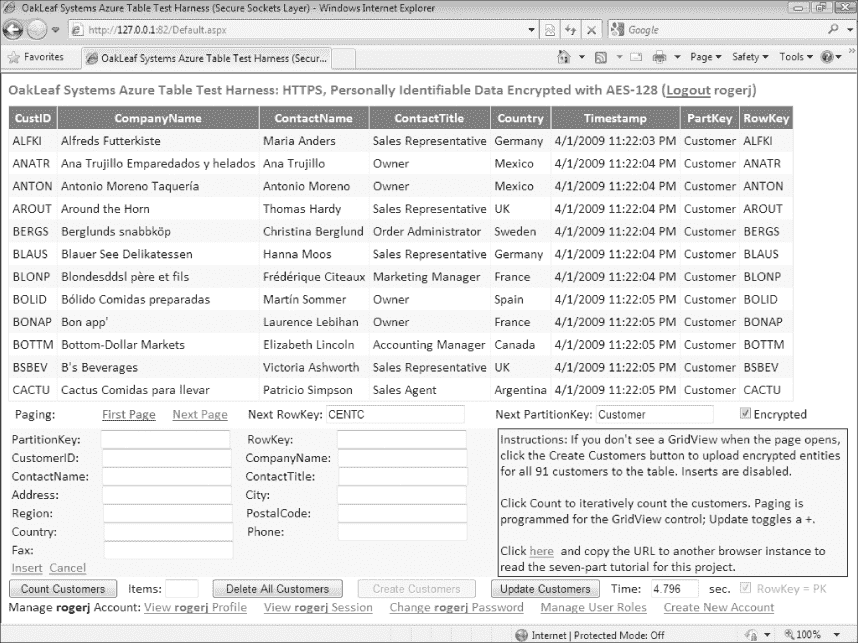 OakLeaf Systems Azure Table Test Harness (Secure Sockets Layer) - Windows Internet Explorer
http://127.0.0.1:82/Default.aspx
Google
Favorites
OakLeaf Systems Azure Table Test Harness (Secur...
Page
Safety
Tools
OakLeaf Systems Azure Table Test Harness: HTTPS, Personally Identifiable Data Encrypted with AES-128 (Logout rogerj)
CustID CompanyName ContactName ContactTitle Country Timestamp PartKey RowKey
ALFKI Alfreds Futterkiste Maria Anders Sales Representative Germany 4/1/2009 11:22:03 PM Customer ALFKI
ANATR Ana Trujillo Emparedados y helados Ana Trujillo Owner Mexico 4/1/2009 11:22:04 PM Customer ANATR
ANTON Antonio Moreno Taquería Antonio Moreno Owner Mexico 4/1/2009 11:22:04 PM Customer ANTON
AROUT Around the Horn Thomas Hardy Sales Representative UK 4/1/2009 11:22:04 PM Customer AROUT
BERGS Berglunds snabbköp Christina Berglund Order Administrator Sweden 4/1/2009 11:22:04 PM Customer BERGS
BLAUS Blauer See Delikatessen Hanna Moos Sales Representative Germany 4/1/2009 11:22:04 PM Customer BLAUS
BLONP Blondesddsl père et fils Frédérique Citeaux Marketing Manager France 4/1/2009 11:22:04 PM Customer BLONP
BOLID Bólido Comidas preparadas Martín Sommer Owner Spain 4/1/2009 11:22:05 PM Customer BOLID
BONAP Bon app' Laurence Lebihan Owner France 4/1/2009 11:22:05 PM Customer BONAP
BOTTM Bottom-Dollar Markets Elizabeth Lincoln Accounting Manager Canada 4/1/2009 11:22:05 PM Customer BOTTM
BSBEV B's Beverages Victoria Ashworth Sales Representative UK 4/1/2009 11:22:05 PM Customer BSBEV
CACTU Cactus Comidas para llevar Patricio Simpson Sales Agent Argentina 4/1/2009 11:22:05 PM Customer CACTU
Paging: First Page Next Page Next RowKey: CENTC Next PartitionKey: Customer Encrypted
PartitionKey: RowKey:
CustomerID: CompanyName:
ContactName: ContactTitle:
Address: City:
Region: PostalCode:
Country: Phone:
Fax:
Insert Cancel
Instructions: If you don't see a GridView when the page opens,
click the Create Customers button to upload encrypted entities
for all 91 customers to the table. Inserts are disabled.
Click Count to iteratively count the customers. Paging is
programmed for the GridView control; Update toggles a +.
Click here and copy the URL to another browser instance to
read the seven-part tutorial for this project.
Count Customers Items: Delete All Customers Create Customers Update Customers Time: 4.796 sec. RowKey = PK
Manage rogerj Account: View rogerj Profile View rogerj Session Change rogerj Password Manage User Roles Create New Account
Internet | Protected Mode: Off 100%